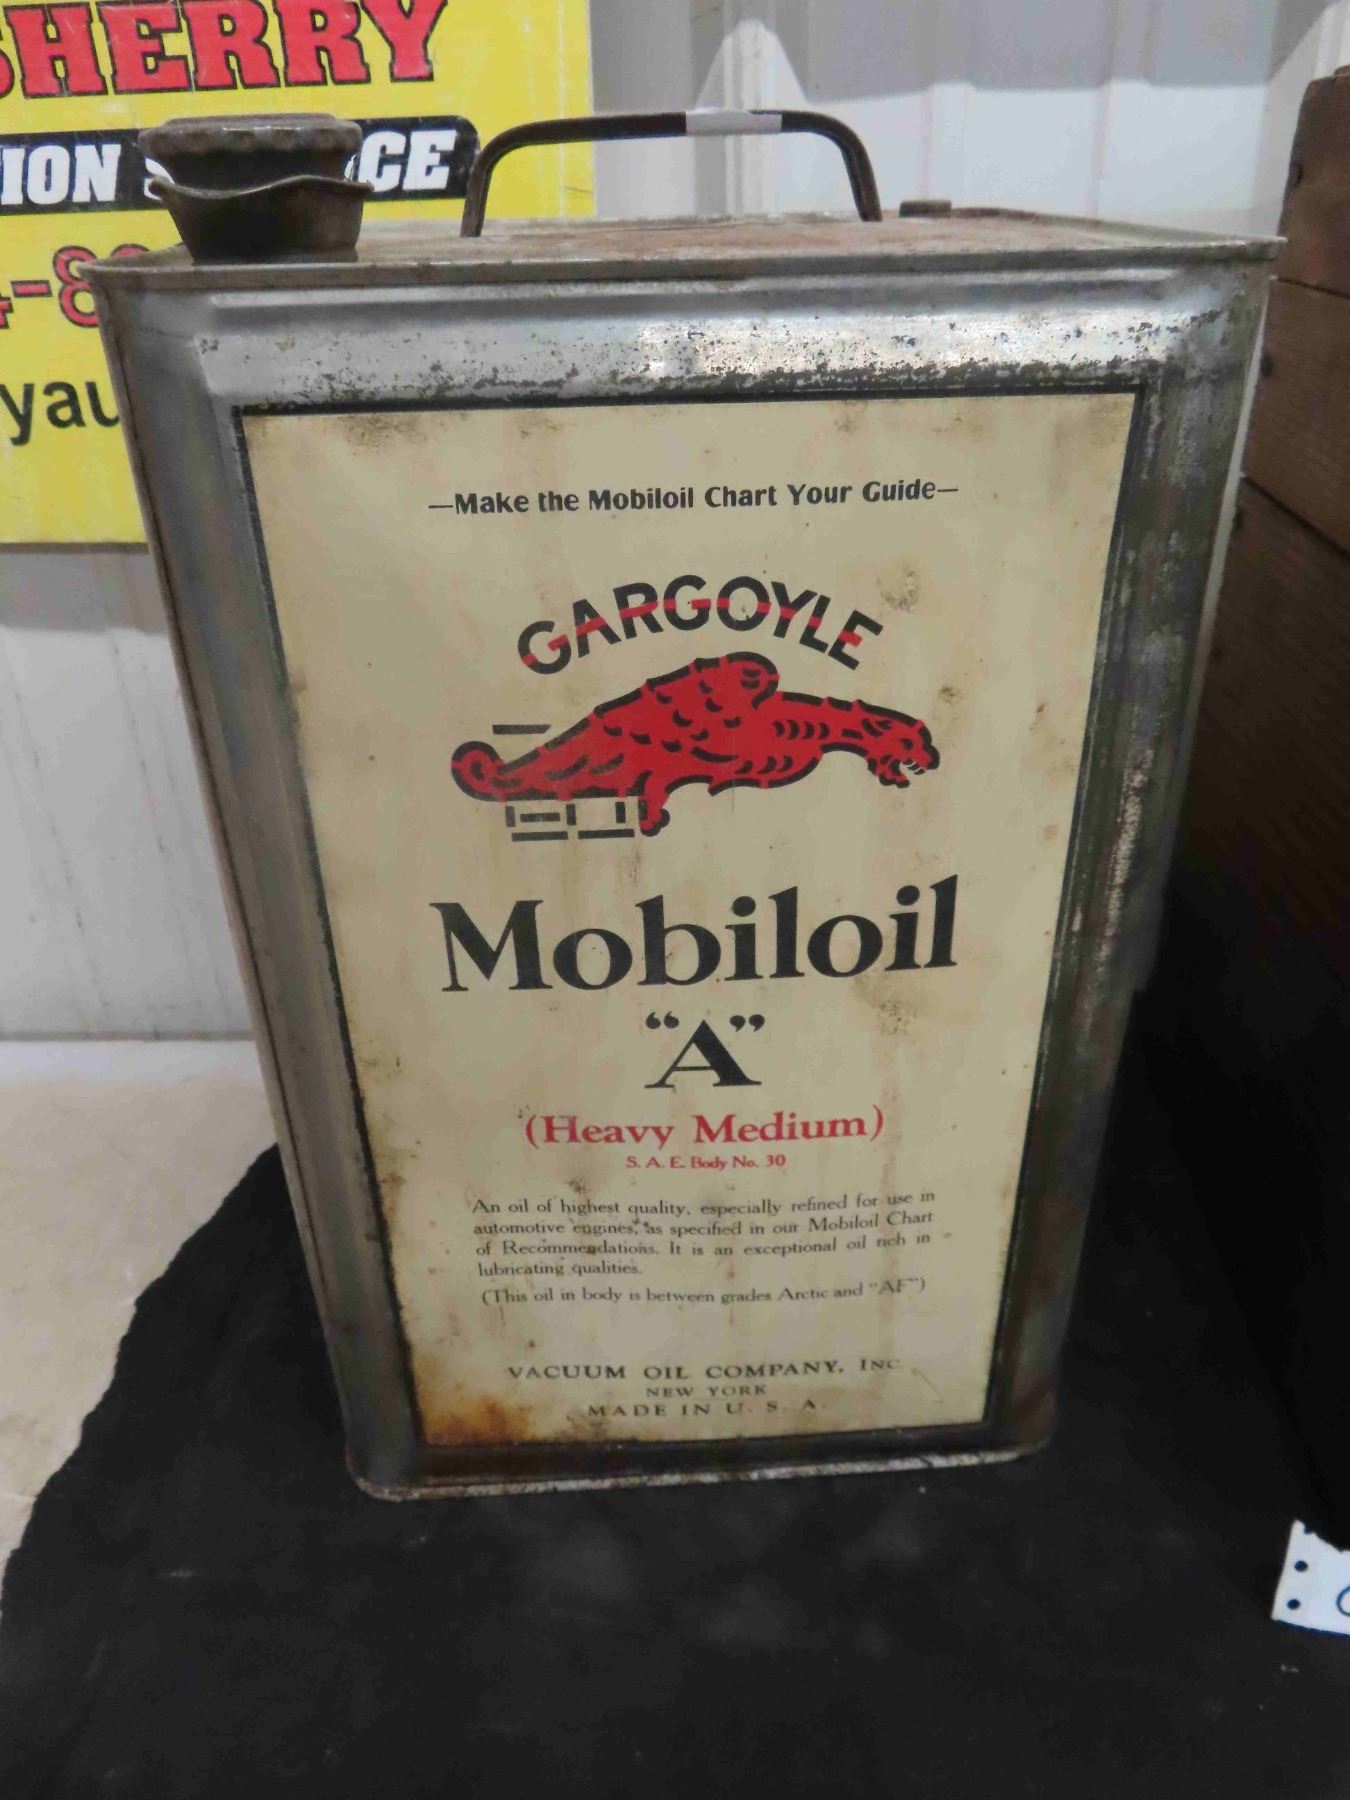 SHERRY
CE
yau
—Make the Mobiloil Chart Your Guide—
GARGOYLE
Mobiloil
“A”
(Heavy Medium)
S. A. E. Body No. 30
An oil of highest quality, especially refined for use in
automotive engines, as specified in our Mobiloil Chart
of Recommendations. It is an exceptional oil rich in
lubricating qualities.
(This oil in body is between grades Arctic and “AF”)
VACUUM OIL COMPANY, INC
NEW YORK
MADE IN U. S. A.